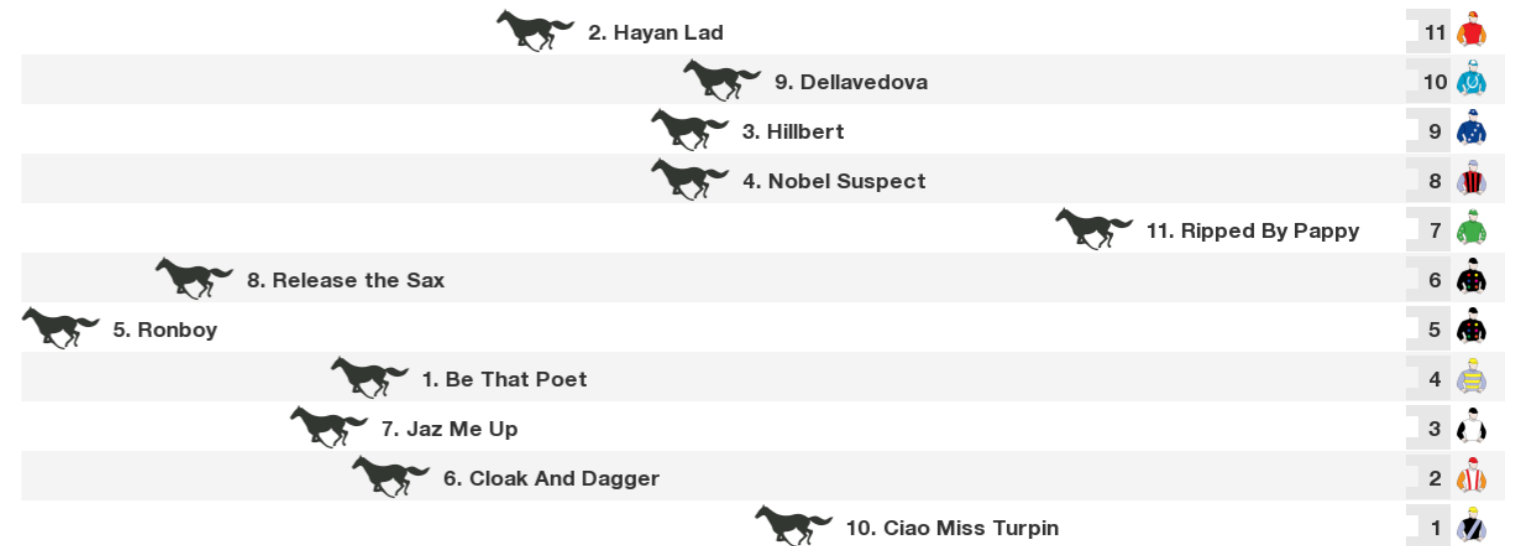 2. Hayan Lad 11
9. Dellavedova 10
3. Hillbert 9
4. Nobel Suspect 8
11. Ripped By Pappy 7
8. Release the Sax 6
5. Ronboy 5
1. Be That Poet 4
7. Jaz Me Up 3
6. Cloak And Dagger 2
10. Ciao Miss Turpin 1